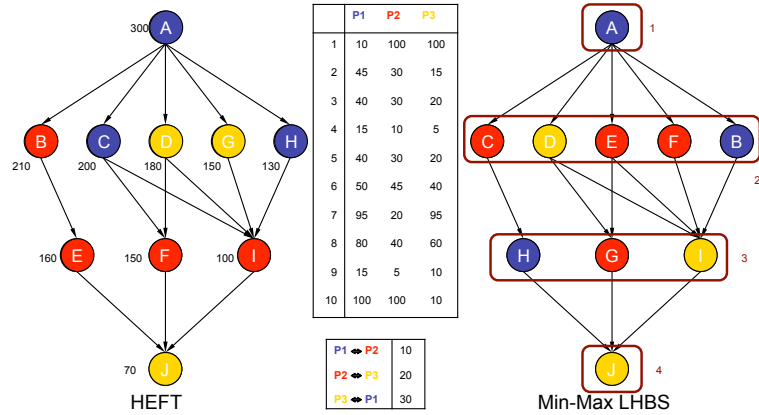 A
300
B
C
D
G
H
210
200
180
150
130
E
F
I
160
150
100
J
70
HEFT
P1 P2 P3
1 10 100 100
2 45 30 15
3 40 30 20
4 15 10 5
5 40 30 20
6 50 45 40
7 95 20 95
8 80 40 60
9 15 5 10
10 100 100 10
P1 ⇔ P2 10
P2 ⇔ P3 20
P3 ⇔ P1 30
A
1
C
D
E
F
B
2
H
G
I
3
J
4
Min-Max LHBS